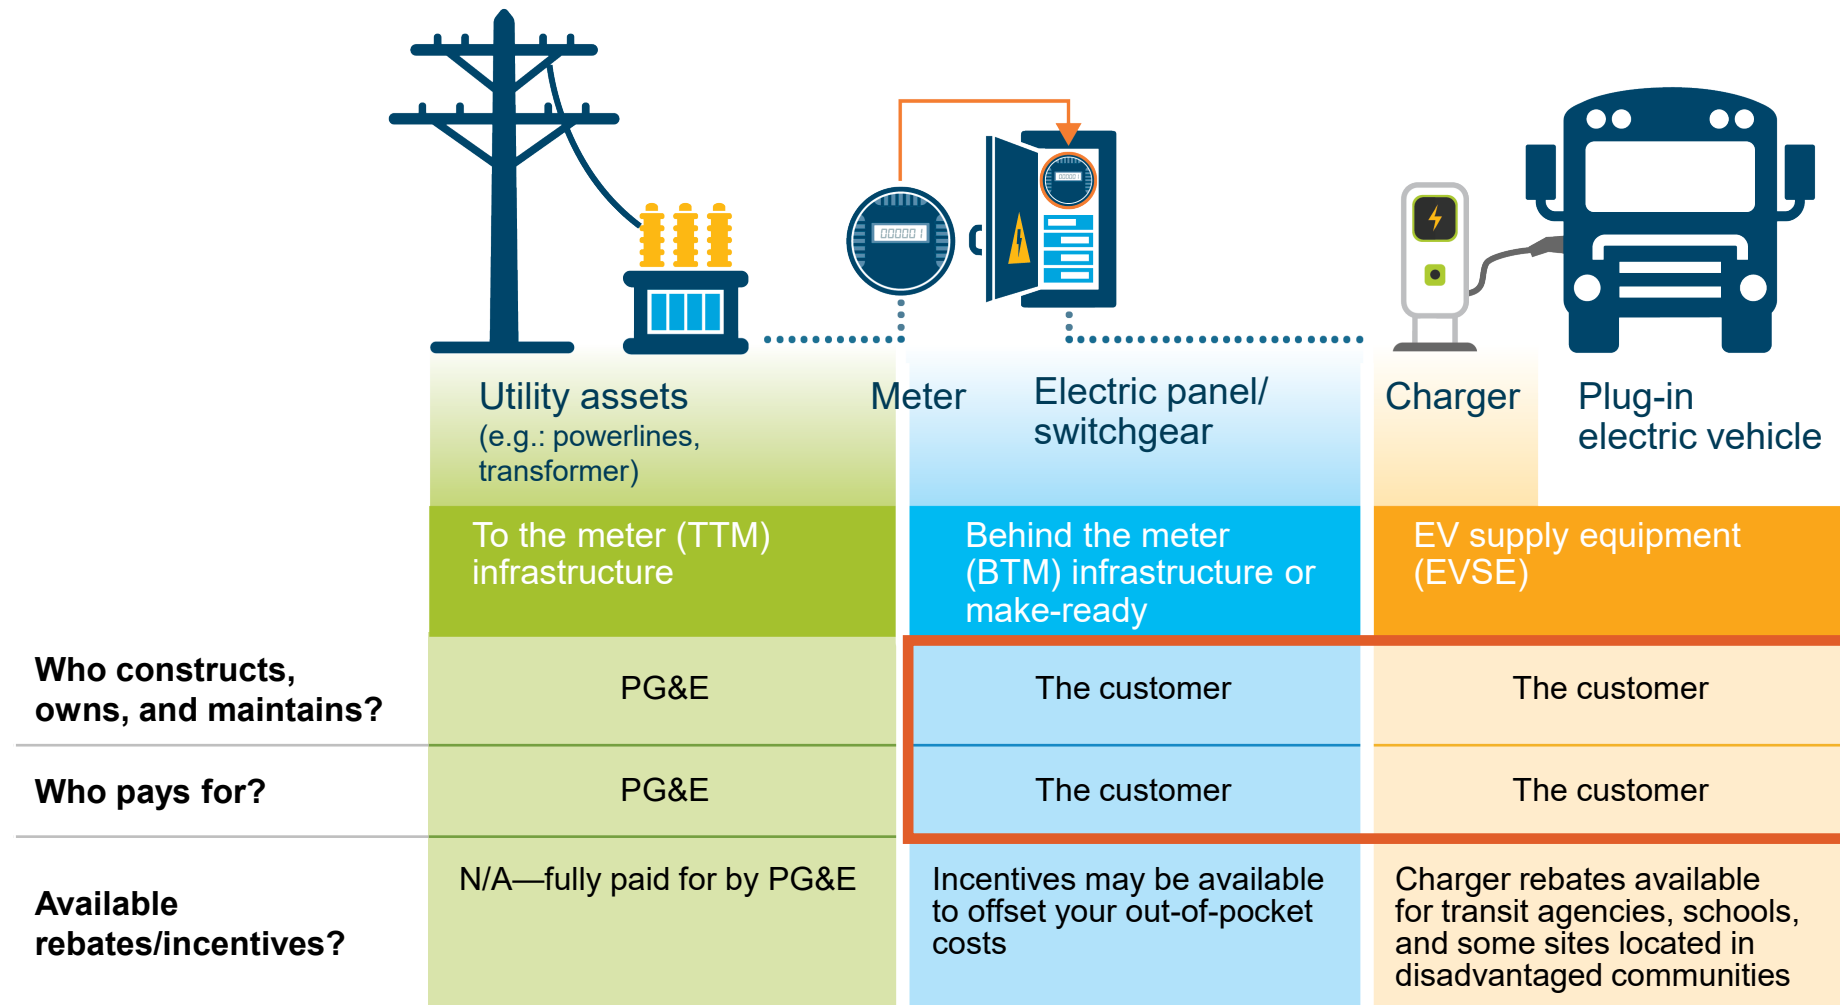 000001
000001
Utility assets
(e.g.: powerlines,
transformer)
Meter
Electric panel/
switchgear
Charger
Plug-in
electric vehicle
To the meter (TTM)
infrastructure
Behind the meter
(BTM) infrastructure or
make-ready
EV supply equipment
(EVSE)
Who constructs,
owns, and maintains?
PG&E
The customer
The customer
Who pays for?
PG&E
The customer
The customer
Available
rebates/incentives?
N/A—fully paid for by PG&E
Incentives may be available
to offset your out-of-pocket
costs
Charger rebates available
for transit agencies, schools,
and some sites located in
disadvantaged communities